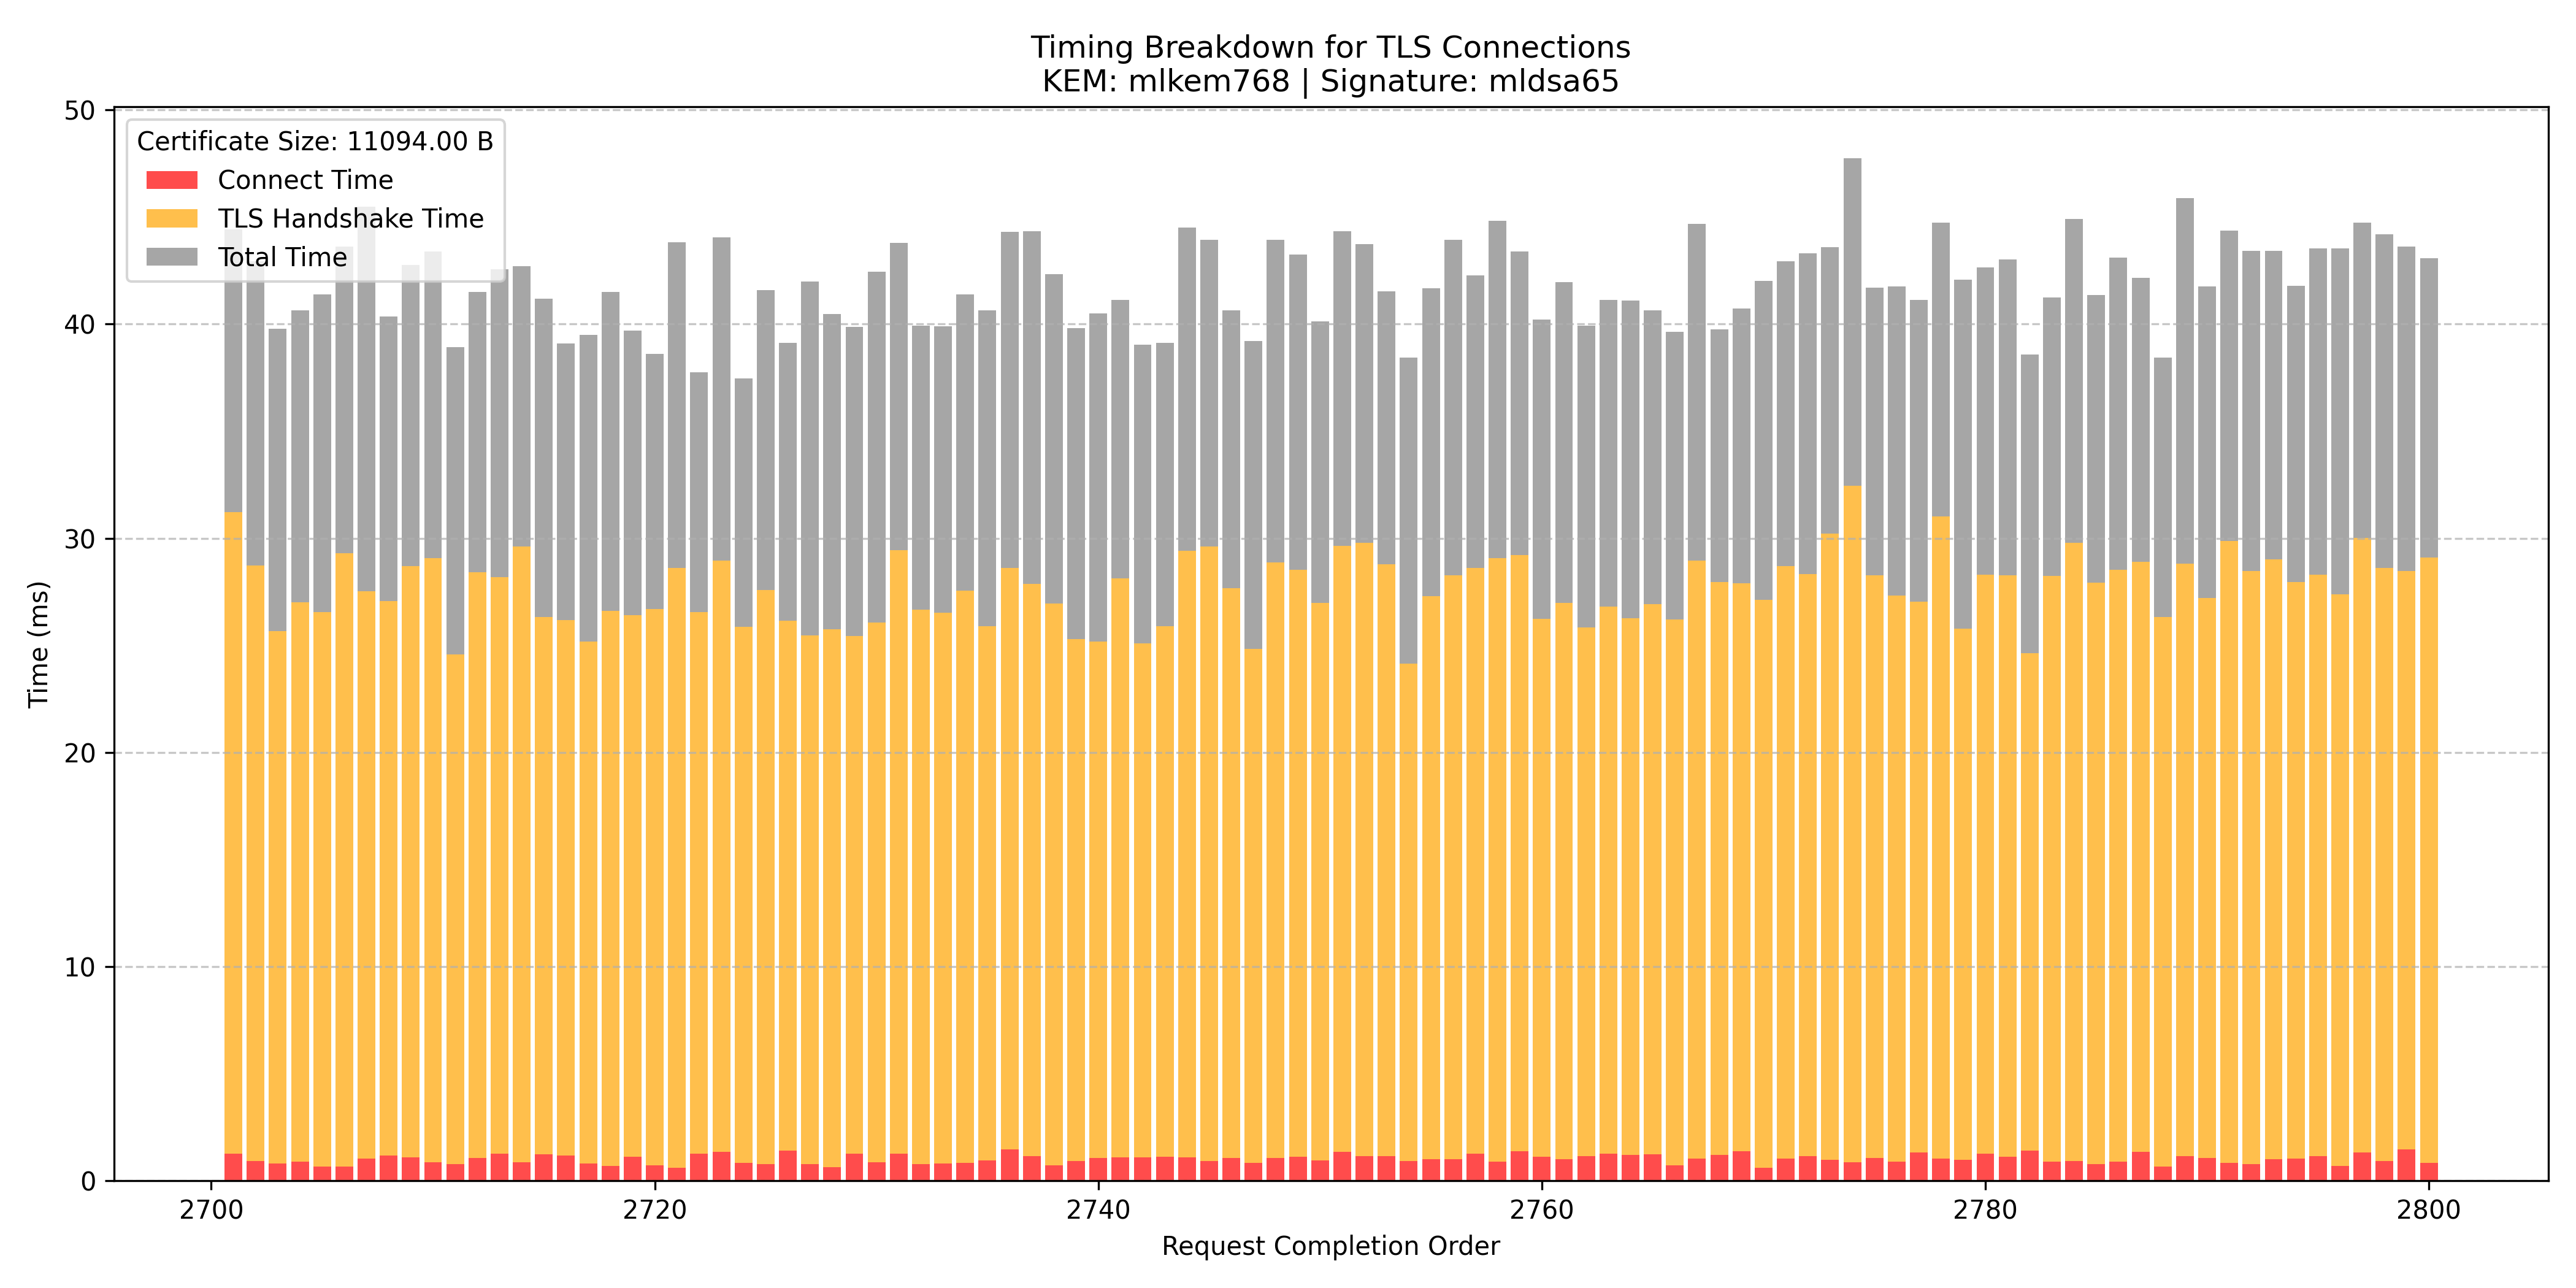 Timing Breakdown for TLS Connections
KEM: mlkem768 | Signature: mldsa65
Certificate Size: 11094.00 B
Connect Time
TLS Handshake Time
Total Time
Time (ms)
50
40
30
20
10
0
2700 2720 2740 2760 2780 2800
Request Completion Order